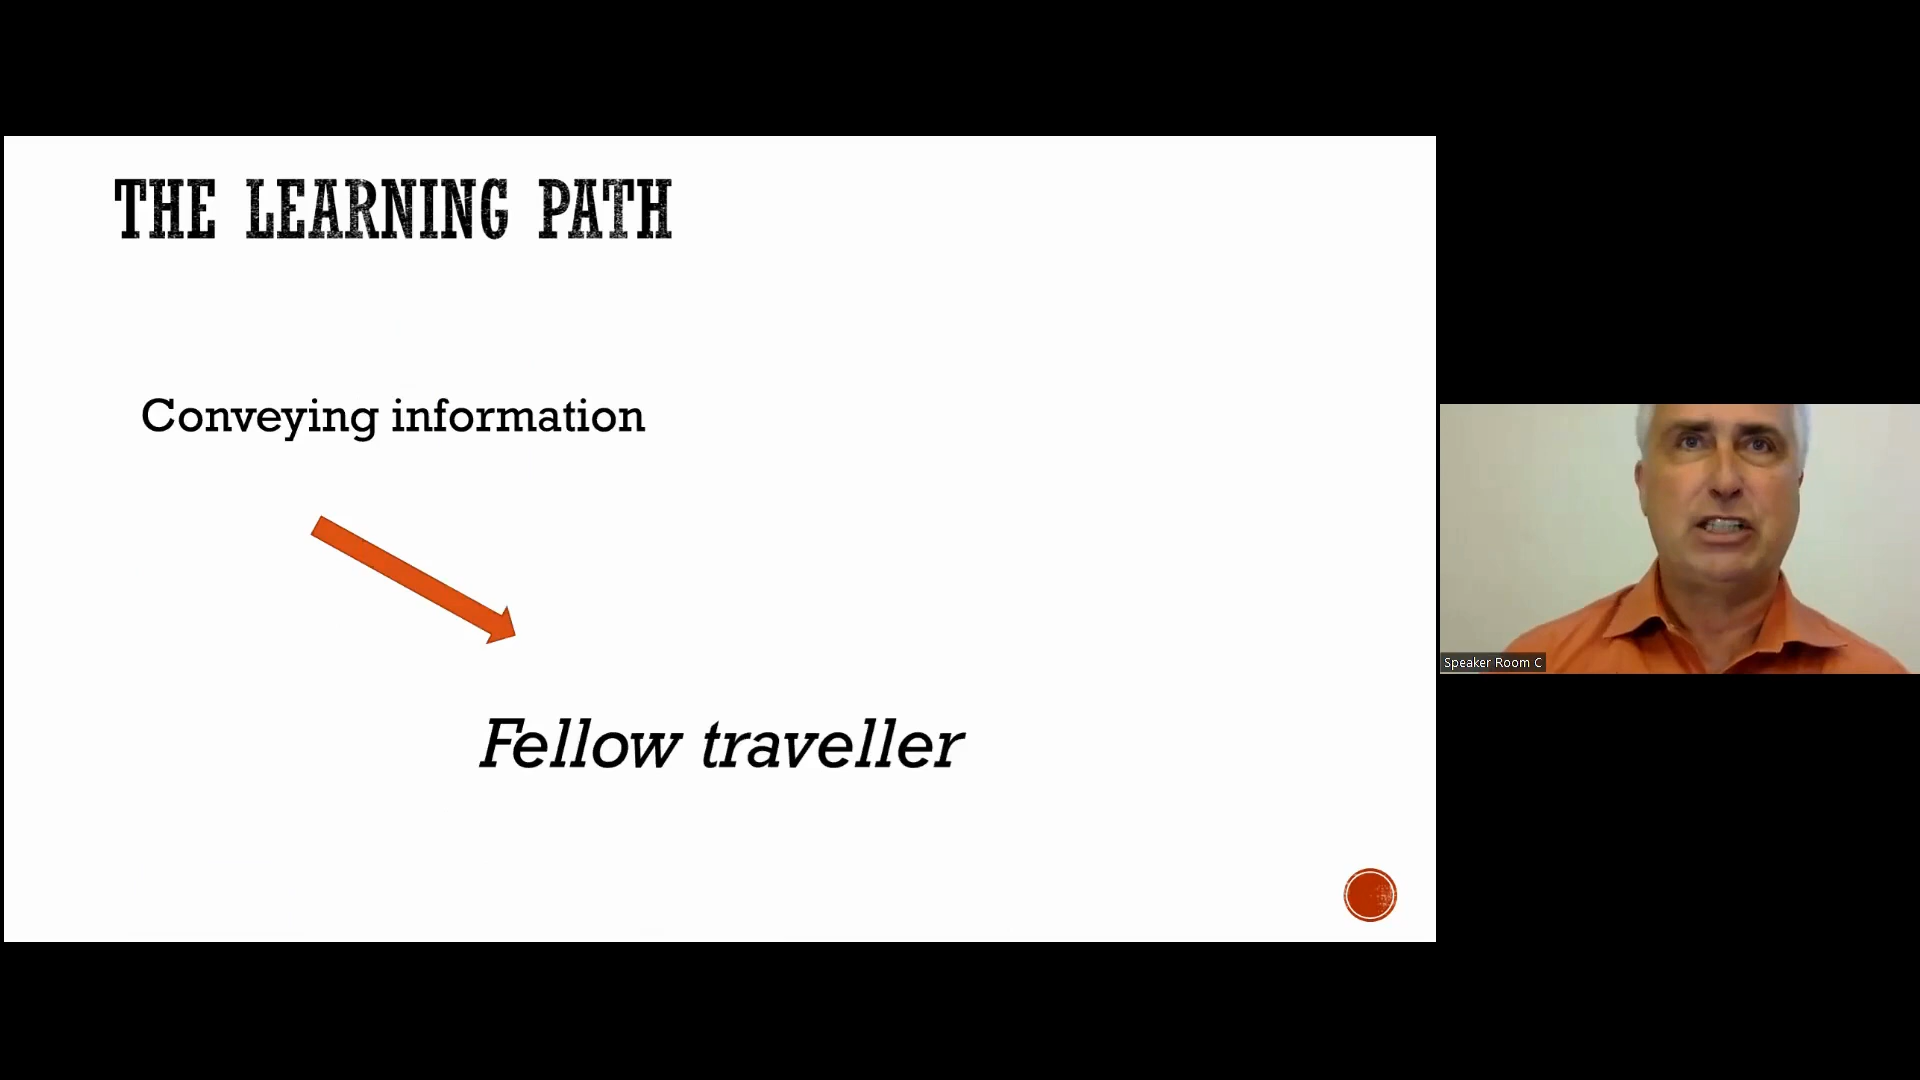 THE LEARNING PATH
Conveying information
Fellow traveller
Speaker Room C